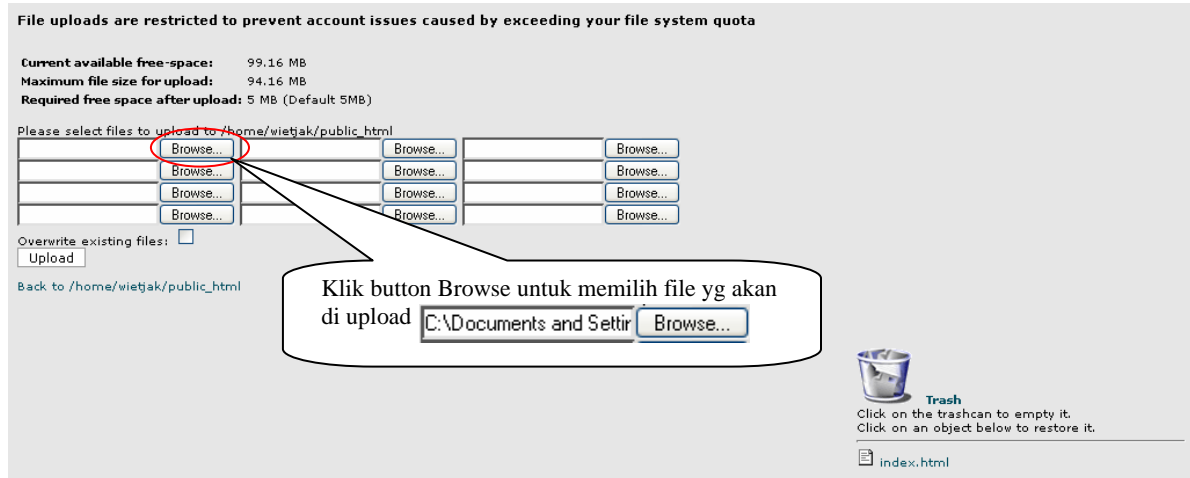 File uploads are restricted to prevent account issues caused by exceeding your file system quota
Current available free-space: 99.16 MB
Maximum file size for upload: 94.16 MB
Required free space after upload: 5 MB (Default 5MB)
Please select files to upload to /home/wietjak/public_html
Browse... Browse... Browse...
Browse... Browse... Browse...
Browse... Browse... Browse...
Browse... Browse... Browse...
Overwrite existing files:
Upload
Back to /home/wietjak/public_html
Klik button Browse untuk memilih file yg akan
di upload C:\Documents and Settir Browse...
Trash
Click on the trashcan to empty it.
Click on an object below to restore it.
index.html